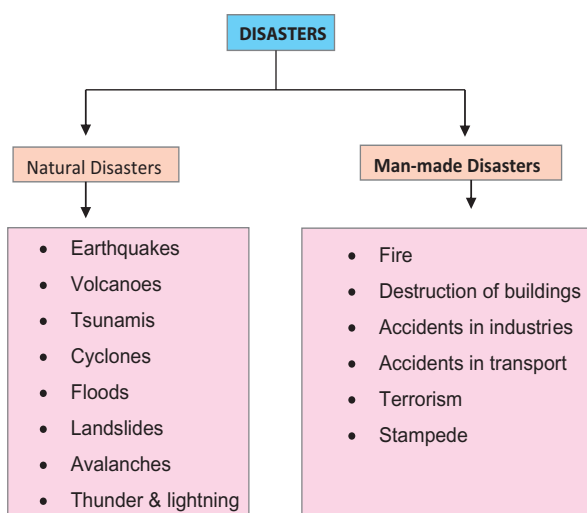 DISASTERS
Natural Disasters
Man-made Disasters
• Earthquakes
• Volcanoes
• Tsunamis
• Cyclones
• Floods
• Landslides
• Avalanches
• Thunder & lightning
• Fire
• Destruction of buildings
• Accidents in industries
• Accidents in transport
• Terrorism
• Stampede